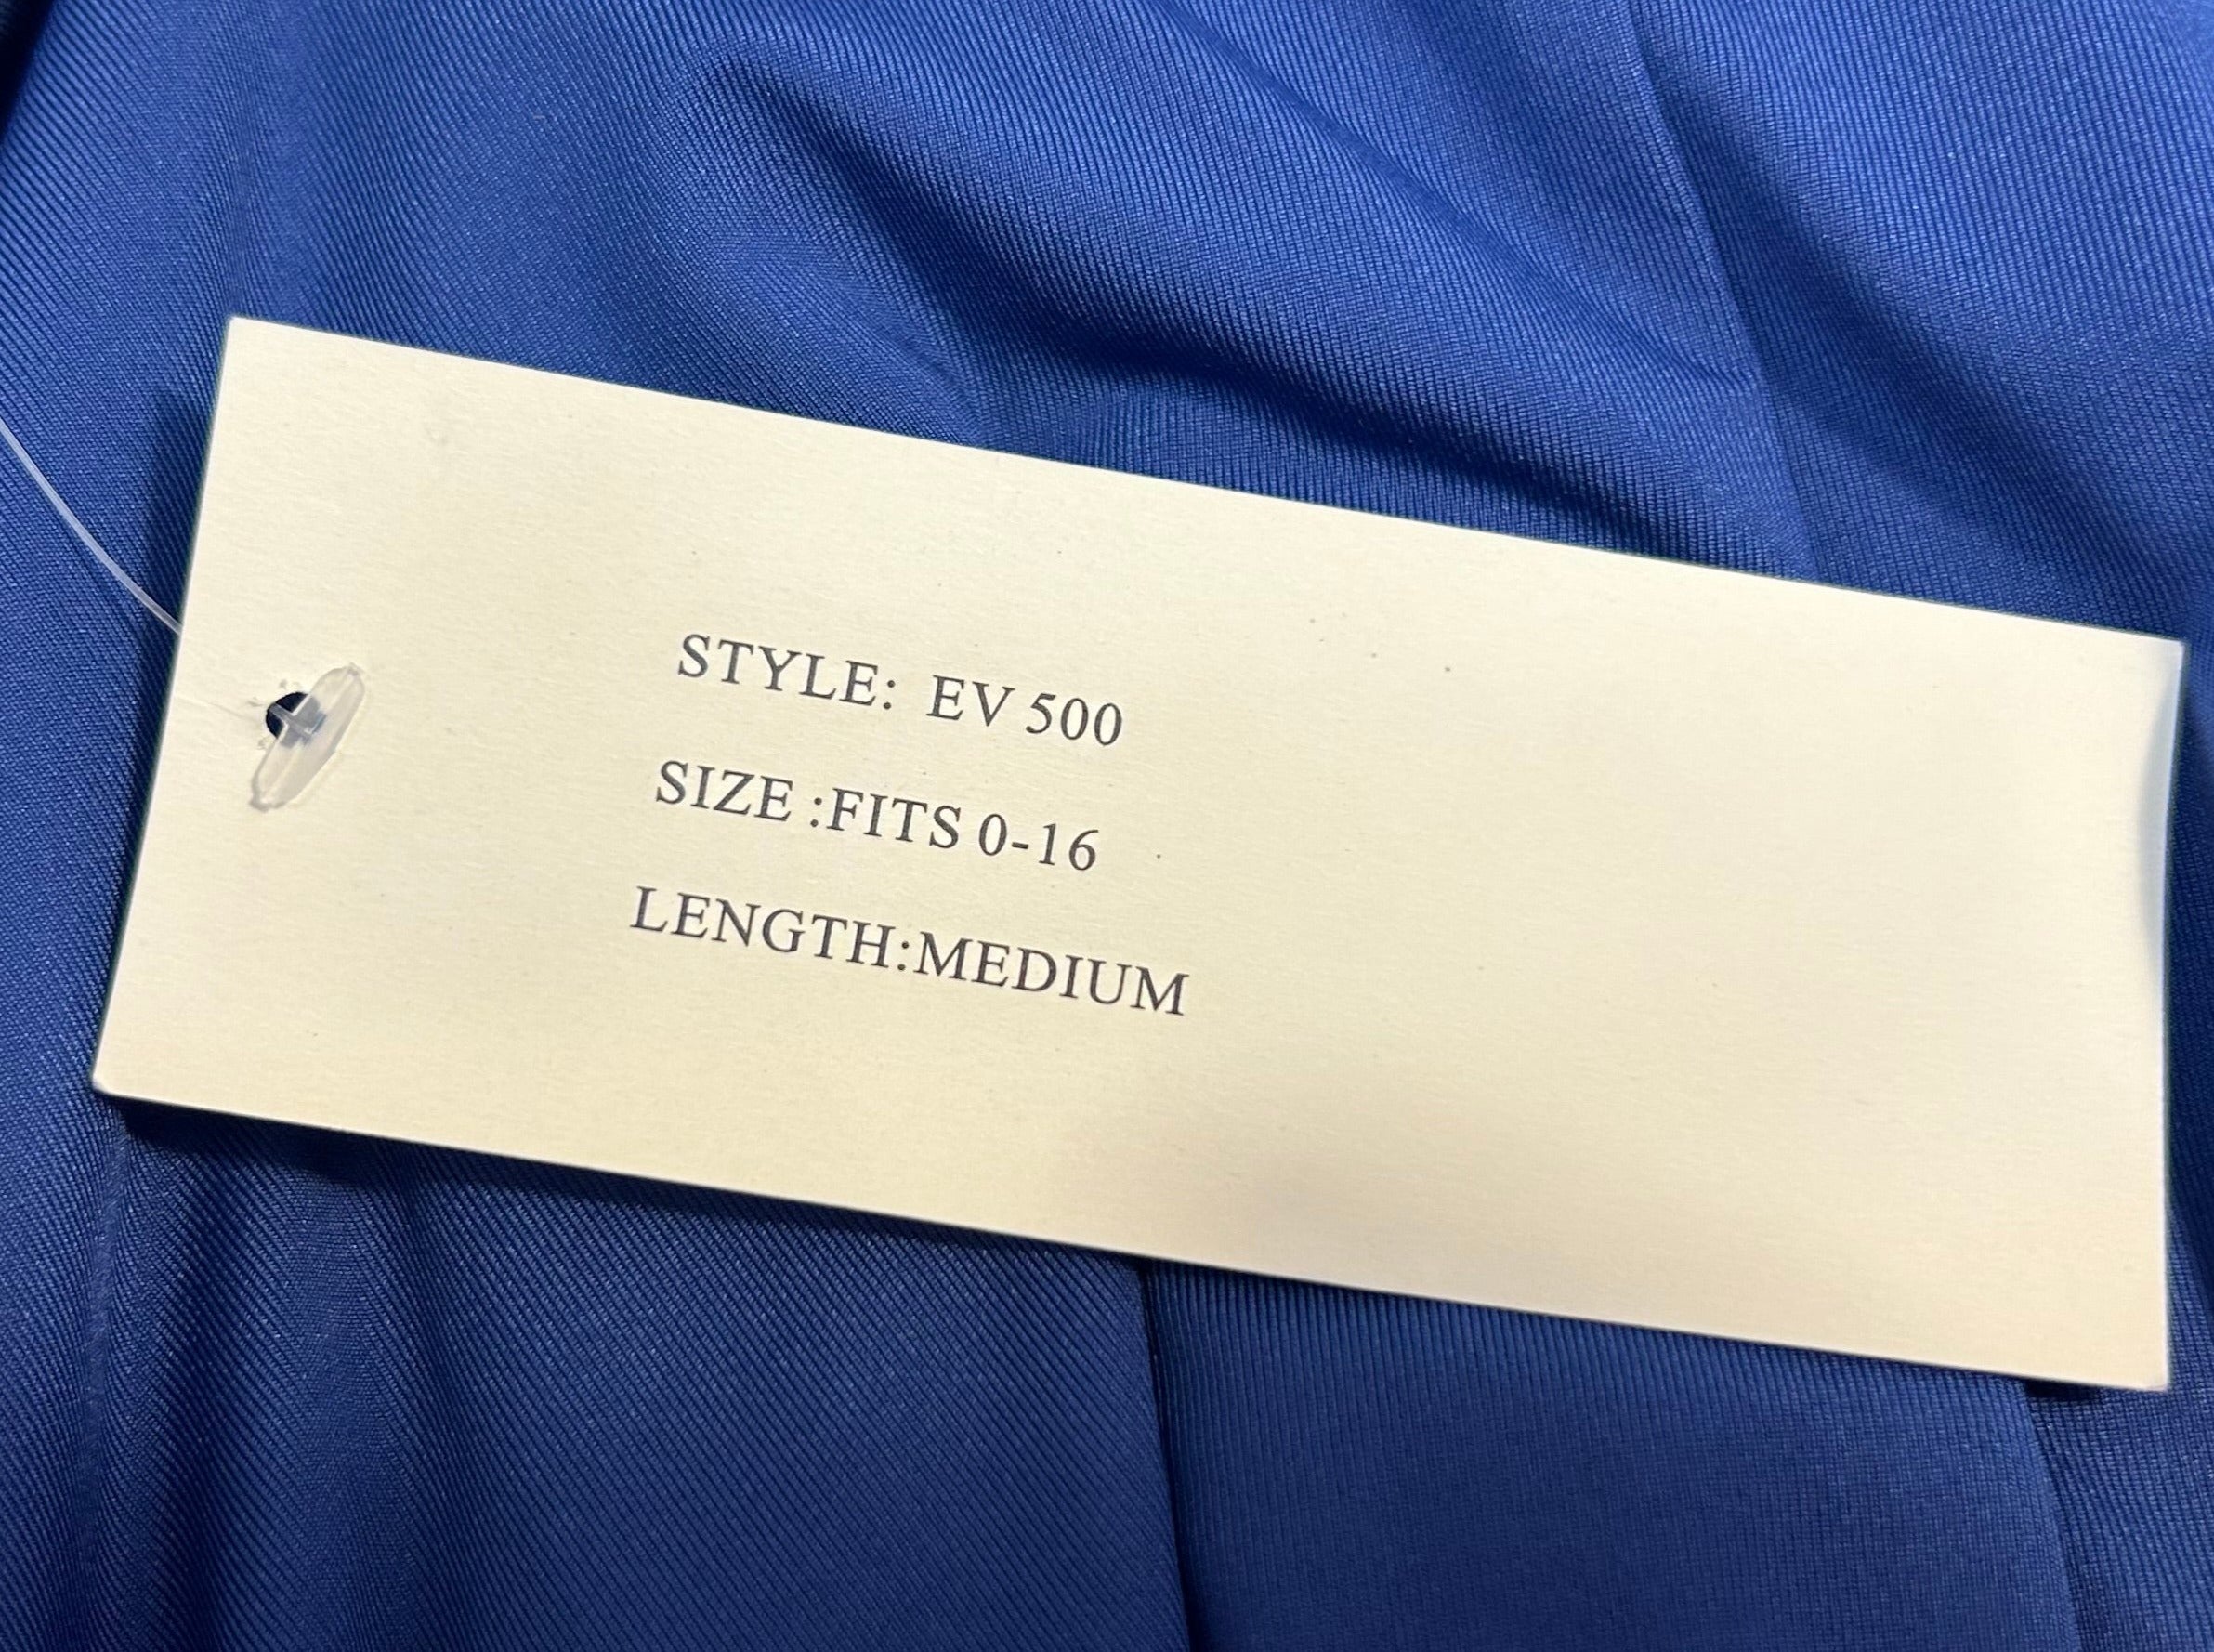 STYLE: EV 500
SIZE :FITS 0-16
LENGTH:MEDIUM